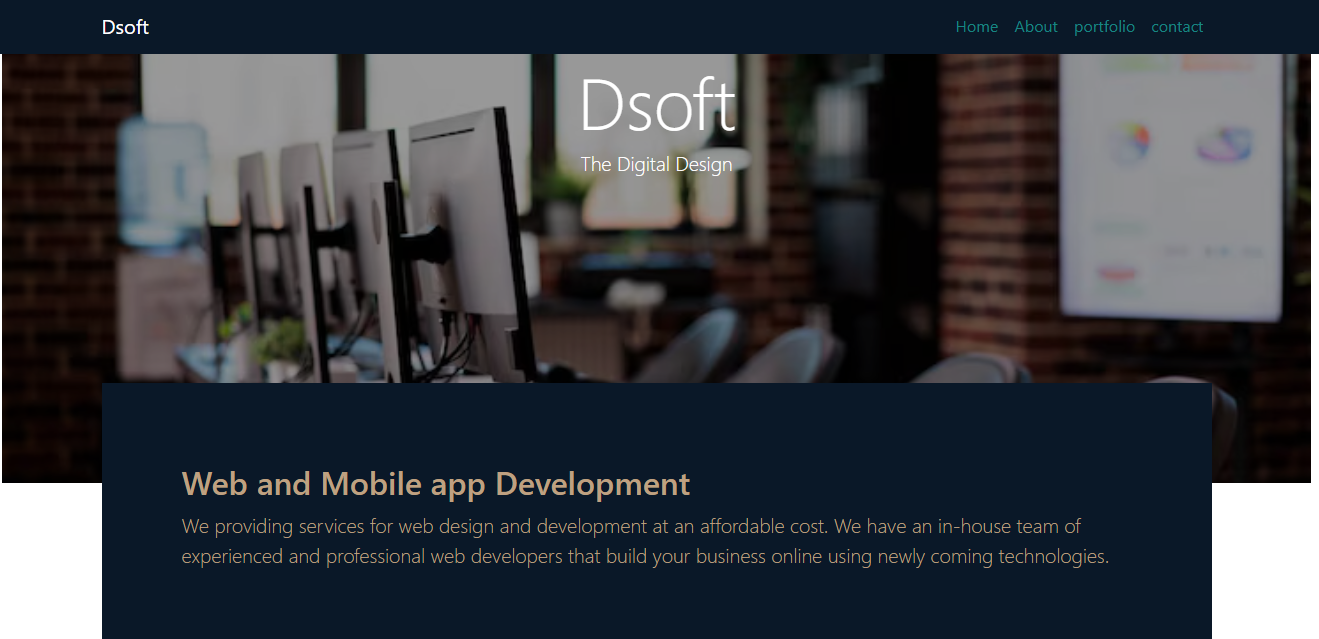 Dsoft
Home About portfolio contact
Dsoft
The Digital Design
Web and Mobile app Development
We providing services for web design and development at an affordable cost. We have an in-house team of
experienced and professional web developers that build your business online using newly coming technologies.